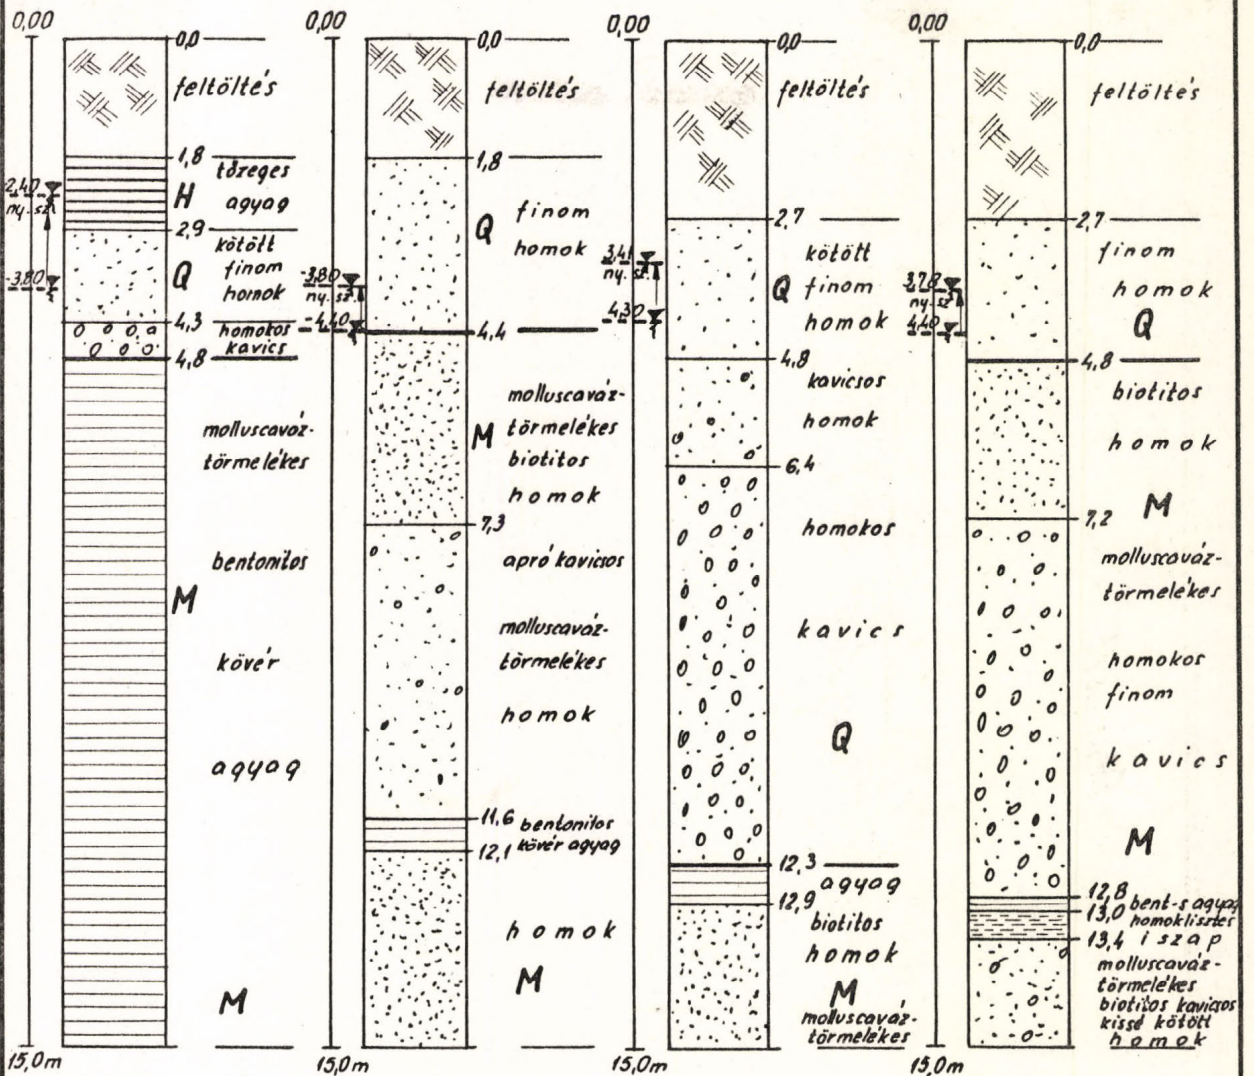 0,00
0,0
feltöltés
1,8
tőzeges
H agyag
2,40
ny. sz.
2,9
kötött
Q finom
homok
-3,80
4,3
homokos
kavics
4,8
molluscaváz-
törmelékes
bentonitos
M
kövér
agyag
M
15,0m
0,00
0,0
feltöltés
1,8
Q finom
homok
-3,80
ny. sz.
-4,40
4,4
molluscaváz-
M törmelékes
biotitos
homok
7,3
apró kavicsos
molluscaváz-
törmelékes
homok
11,6
bentonitos
kövér agyag
12,1
homok
M
15,0m
0,00
0,0
feltöltés
2,7
kötött
Q finom
homok
3,41
ny. sz.
4,30
4,8
kavicsos
homok
6,4
homokos
kavics
Q
12,3
agyag
12,9
biotitos
homok
M
molluscaváz-
törmelékes
15,0m
0,00
0,0
feltöltés
2,7
finom
homok
Q
3,78
ny. sz.
4,40
4,8
biotitos
homok
M
7,2
molluscaváz-
törmelékes
homokos
finom
kavics
M
12,8
bent-s agyag
13,0
homoklisztes
13,4 iszap
molluscaváz-
törmelékes
biotitos kavicsos
kissé kötött
homok
15,0m